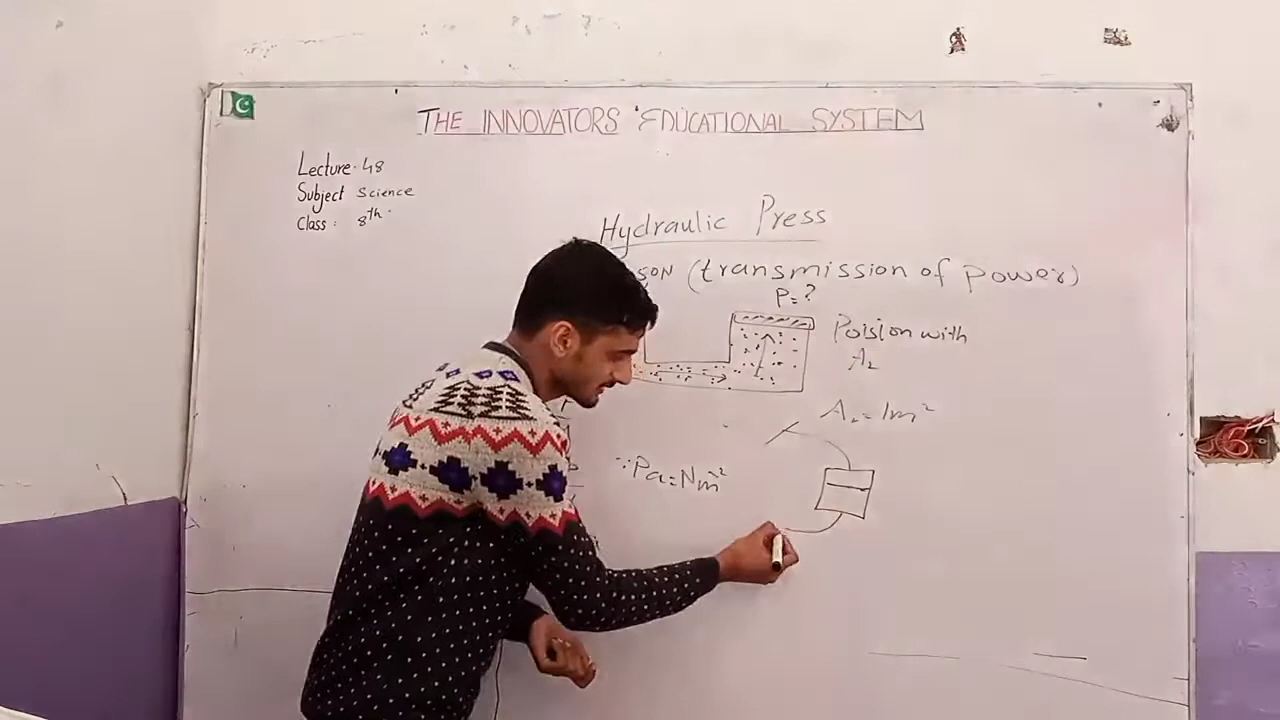 THE INNOVATORS EDUCATIONAL SYSTEM
Lecture. 48
Subject Science
Class: 8th.
Hydraulic Press
SON (transmission of power)
P=?
Poision with
A2
A2=1m²
∵Pa=Nm⁻²